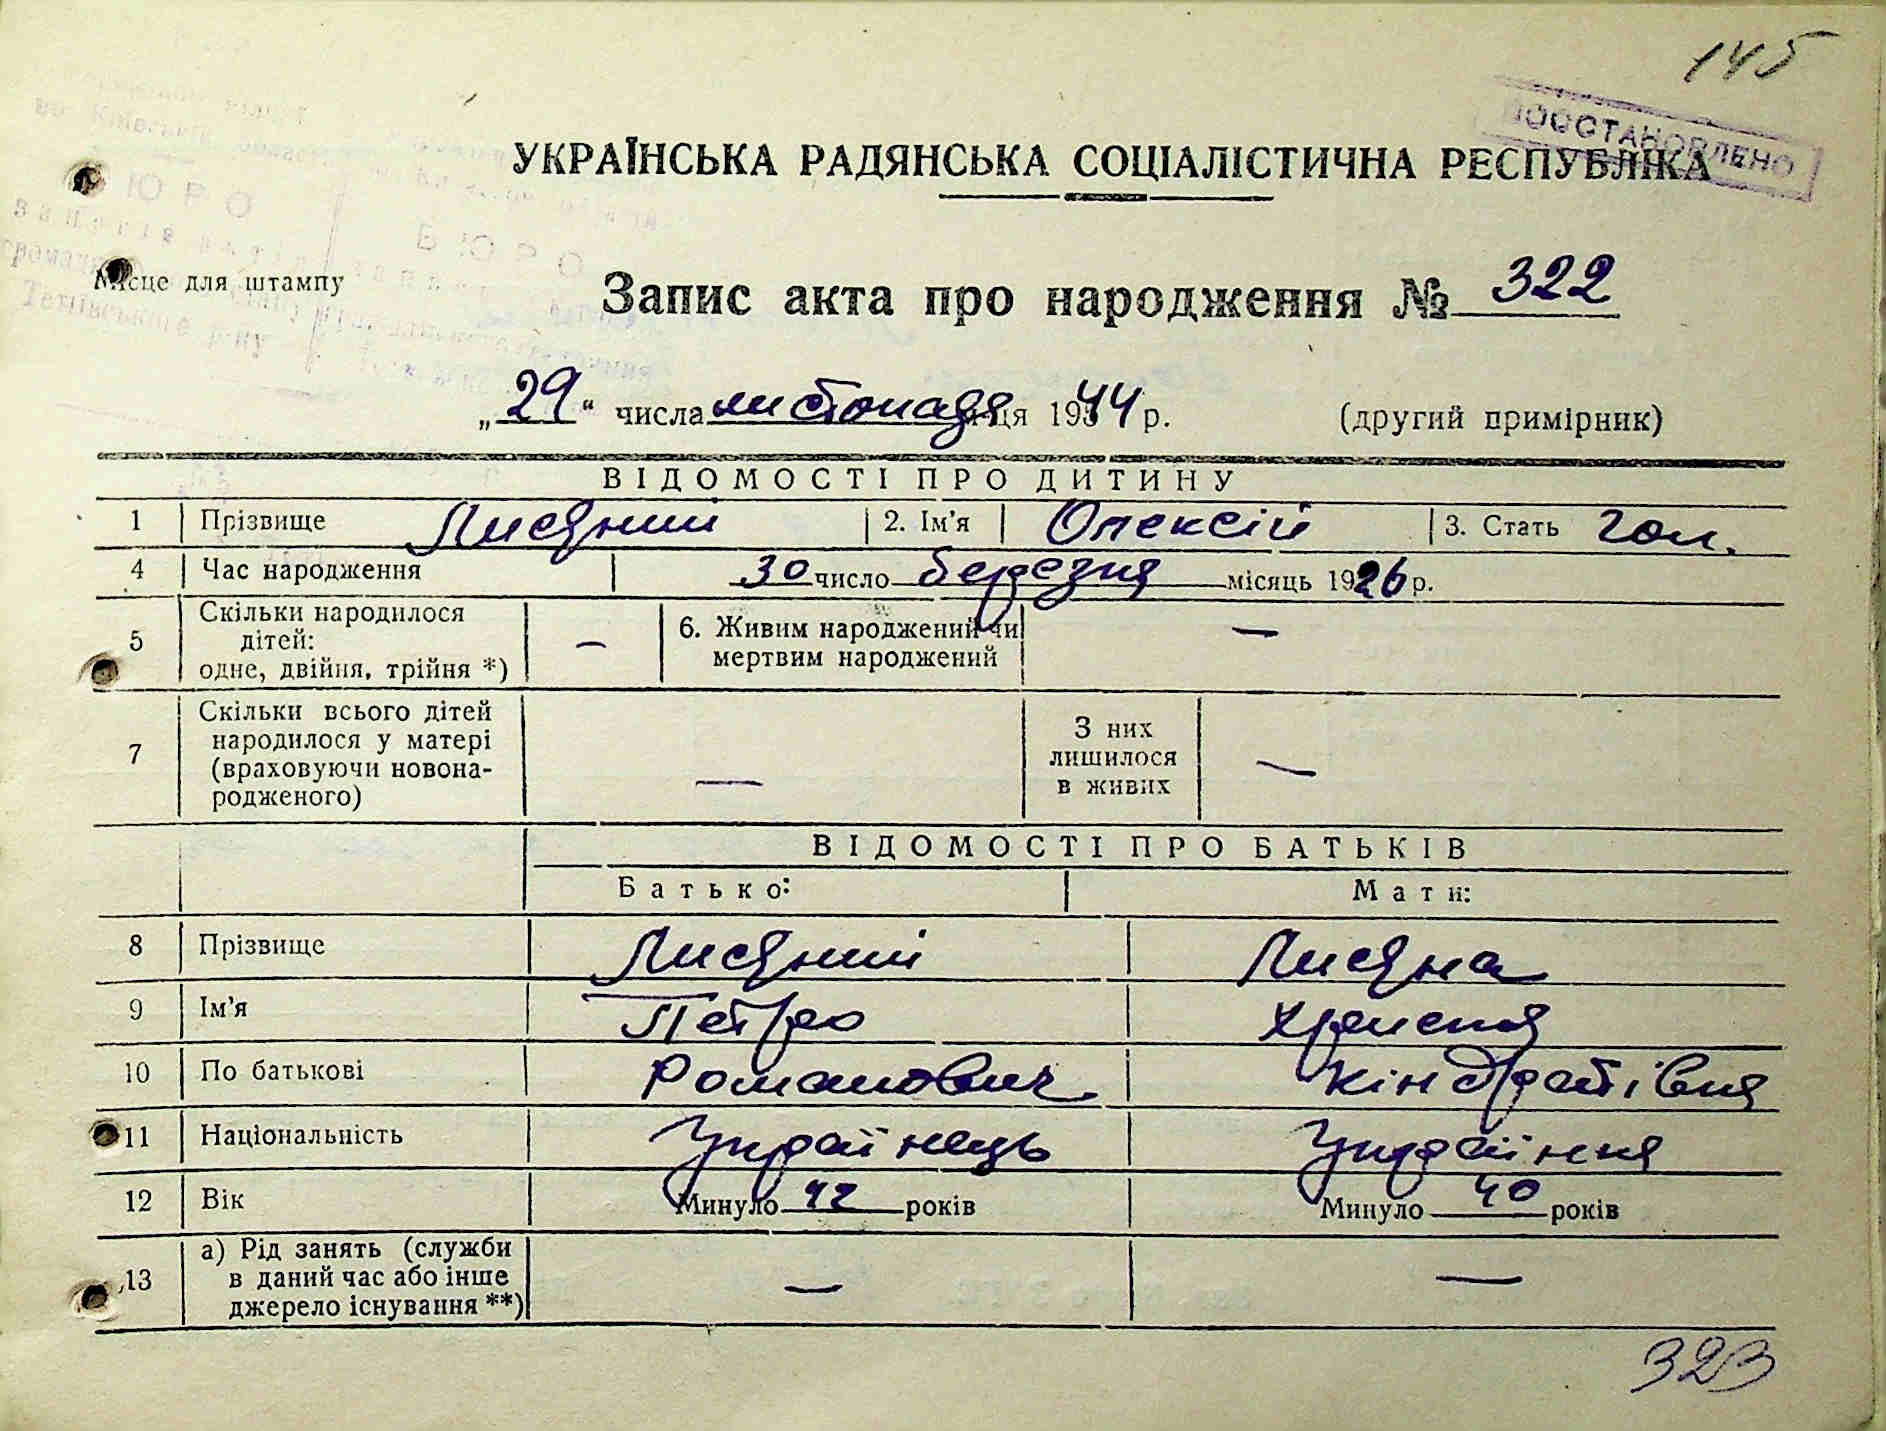 145
ВОССТАНОВЛЕНО
УКРАЇНСЬКА РАДЯНСЬКА СОЦІАЛІСТИЧНА РЕСПУБЛІКА
Місце для штампу
Запис акта про народження № 322
„29“ числа листопада місяця 1944 р. (другий примірник)
ВІДОМОСТІ ПРО ДИТИНУ
1 Прізвище Лисяний 2. Ім'я Олексій 3. Стать чол.
4 Час народження 30 число березня місяць 1926 р.
5 Скільки народилося дітей: одне, двійня, трійня *) — 6. Живим народжений чи мертвим народжений —
7 Скільки всього дітей народилося у матері (враховуючи новонародженого) — З них лишилося в живих —
ВІДОМОСТІ ПРО БАТЬКІВ
Батько: Мати:
8 Прізвище Лисяний Лисяна
9 Ім'я Петро Христя
10 По батькові Романович Кіндратівна
11 Національність Українець Українка
12 Вік Минуло 42 років Минуло 40 років
13 а) Рід занять (служби в даний час або інше джерело існування **) — —
323